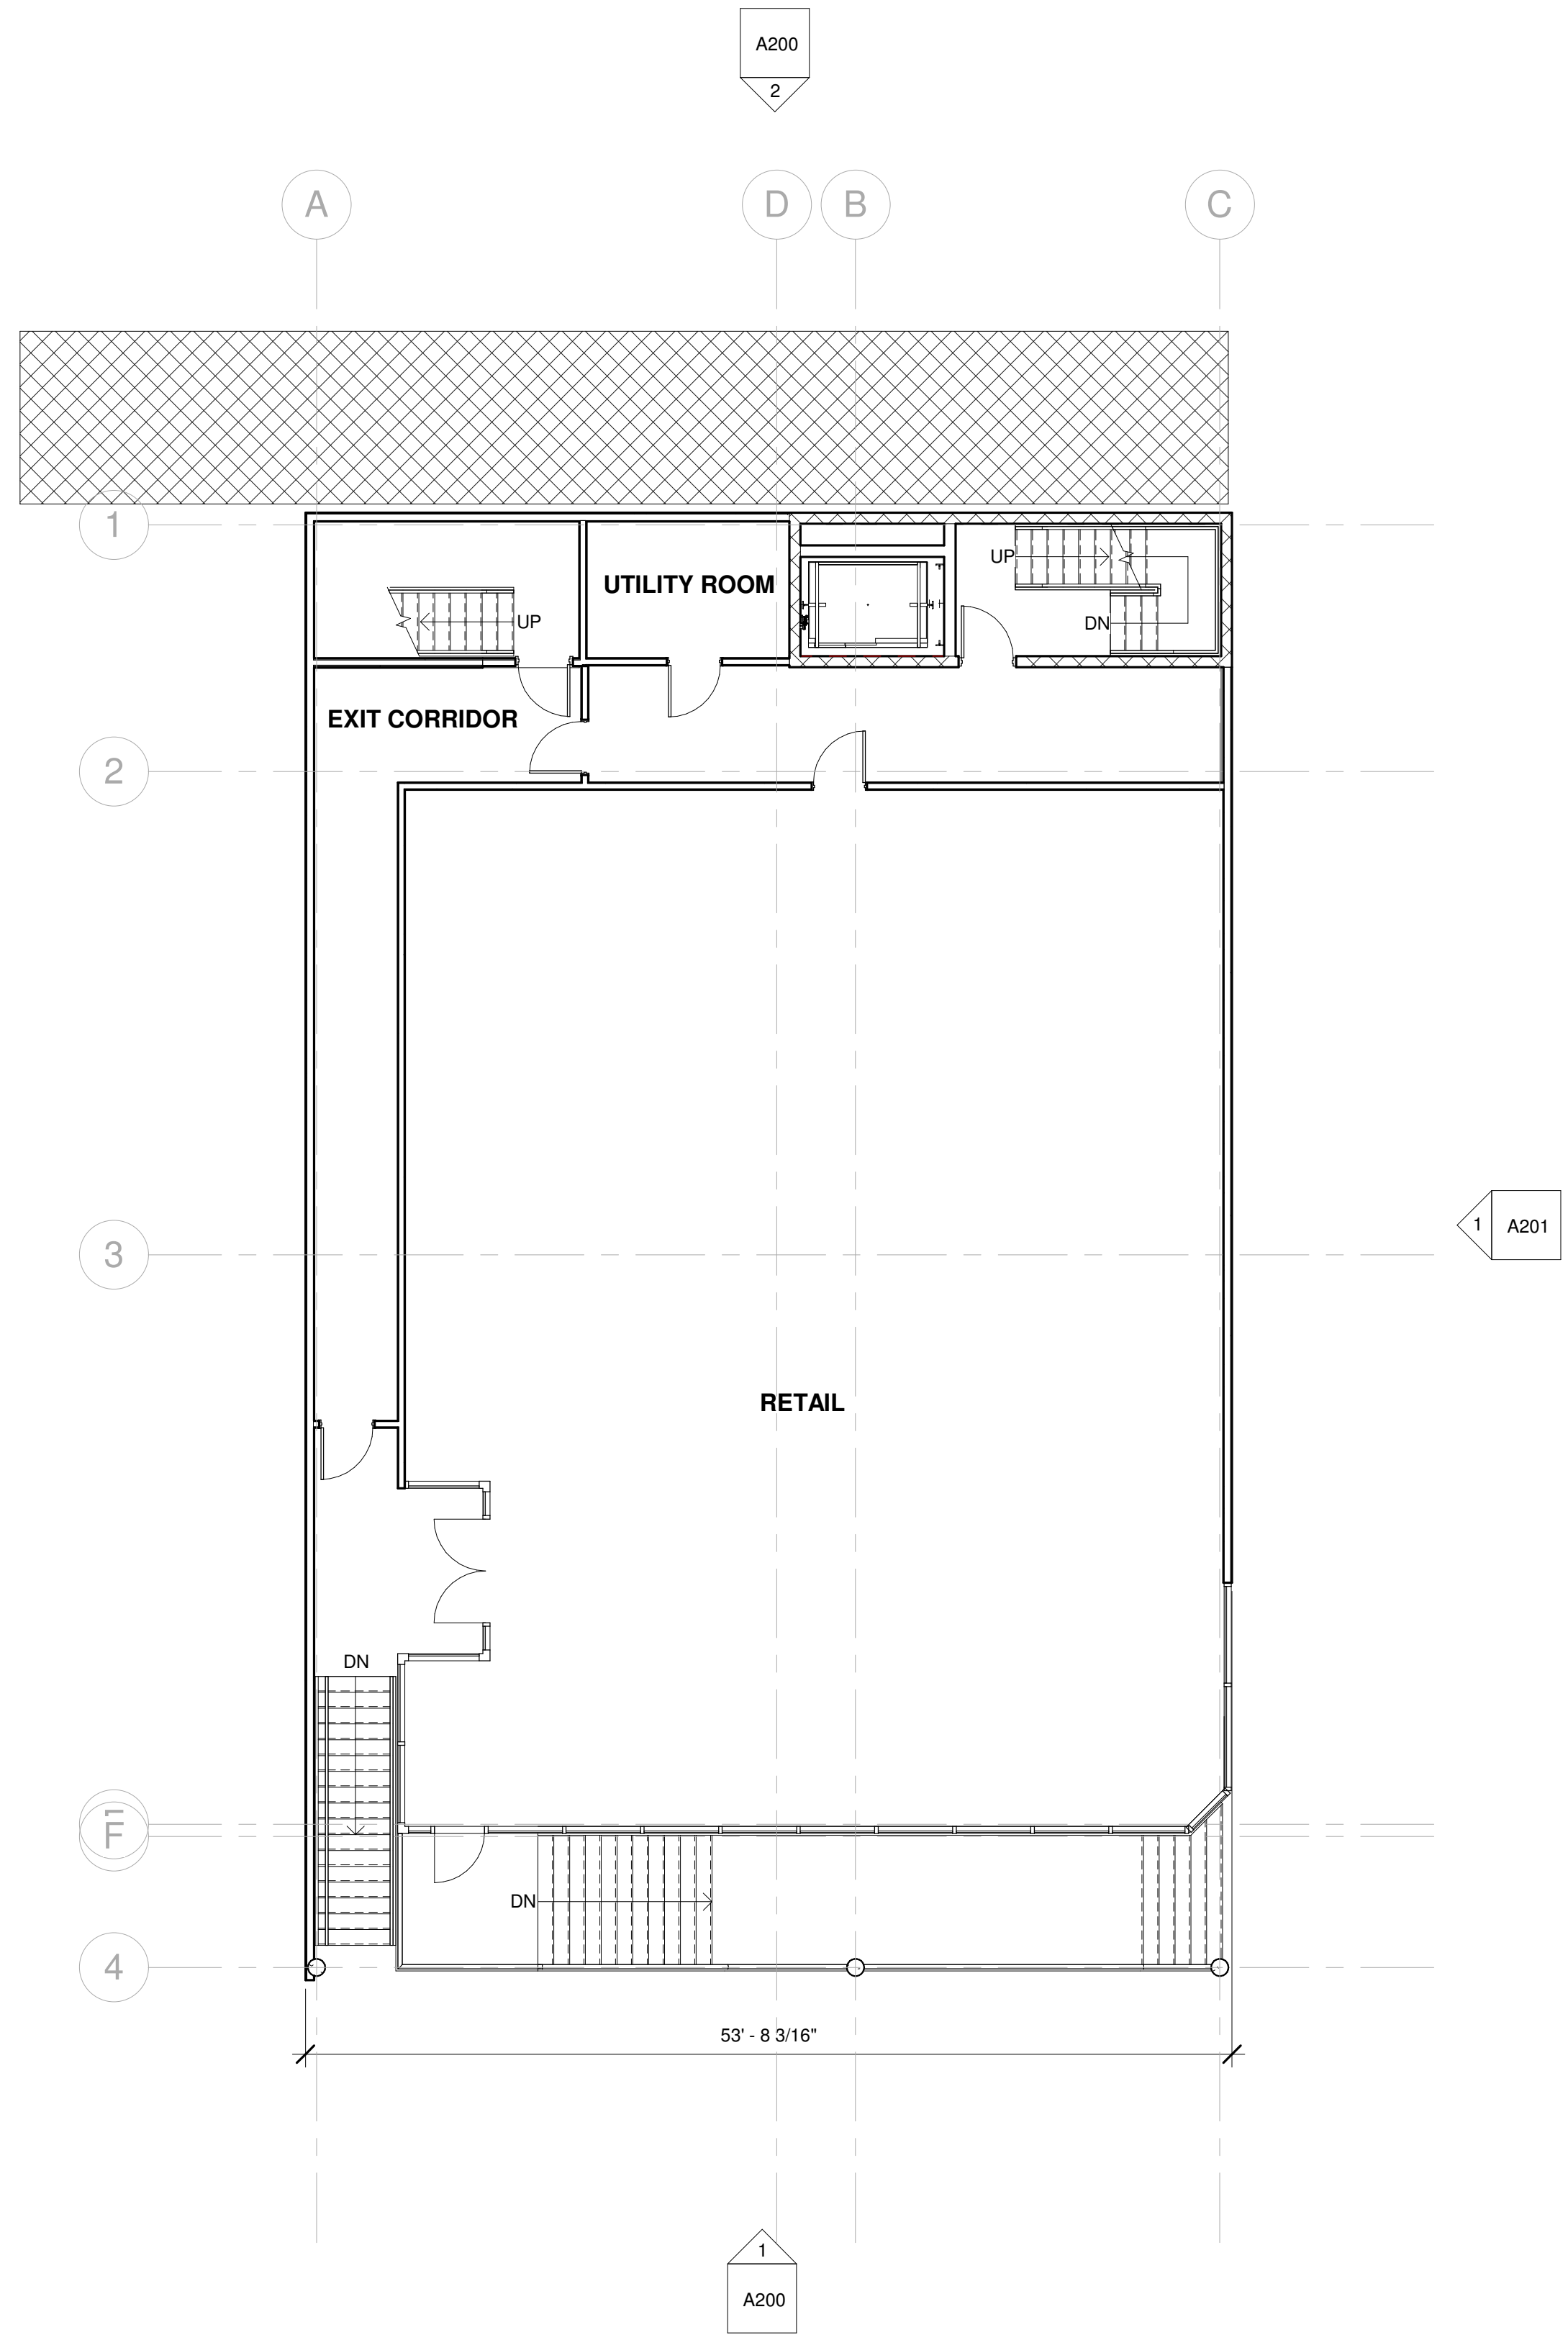 A200
2
A
D
B
C
1
UP
UTILITY ROOM
UP
DN
EXIT CORRIDOR
2
1
A201
3
RETAIL
DN
F
DN
4
53' - 8 3/16"
1
A200